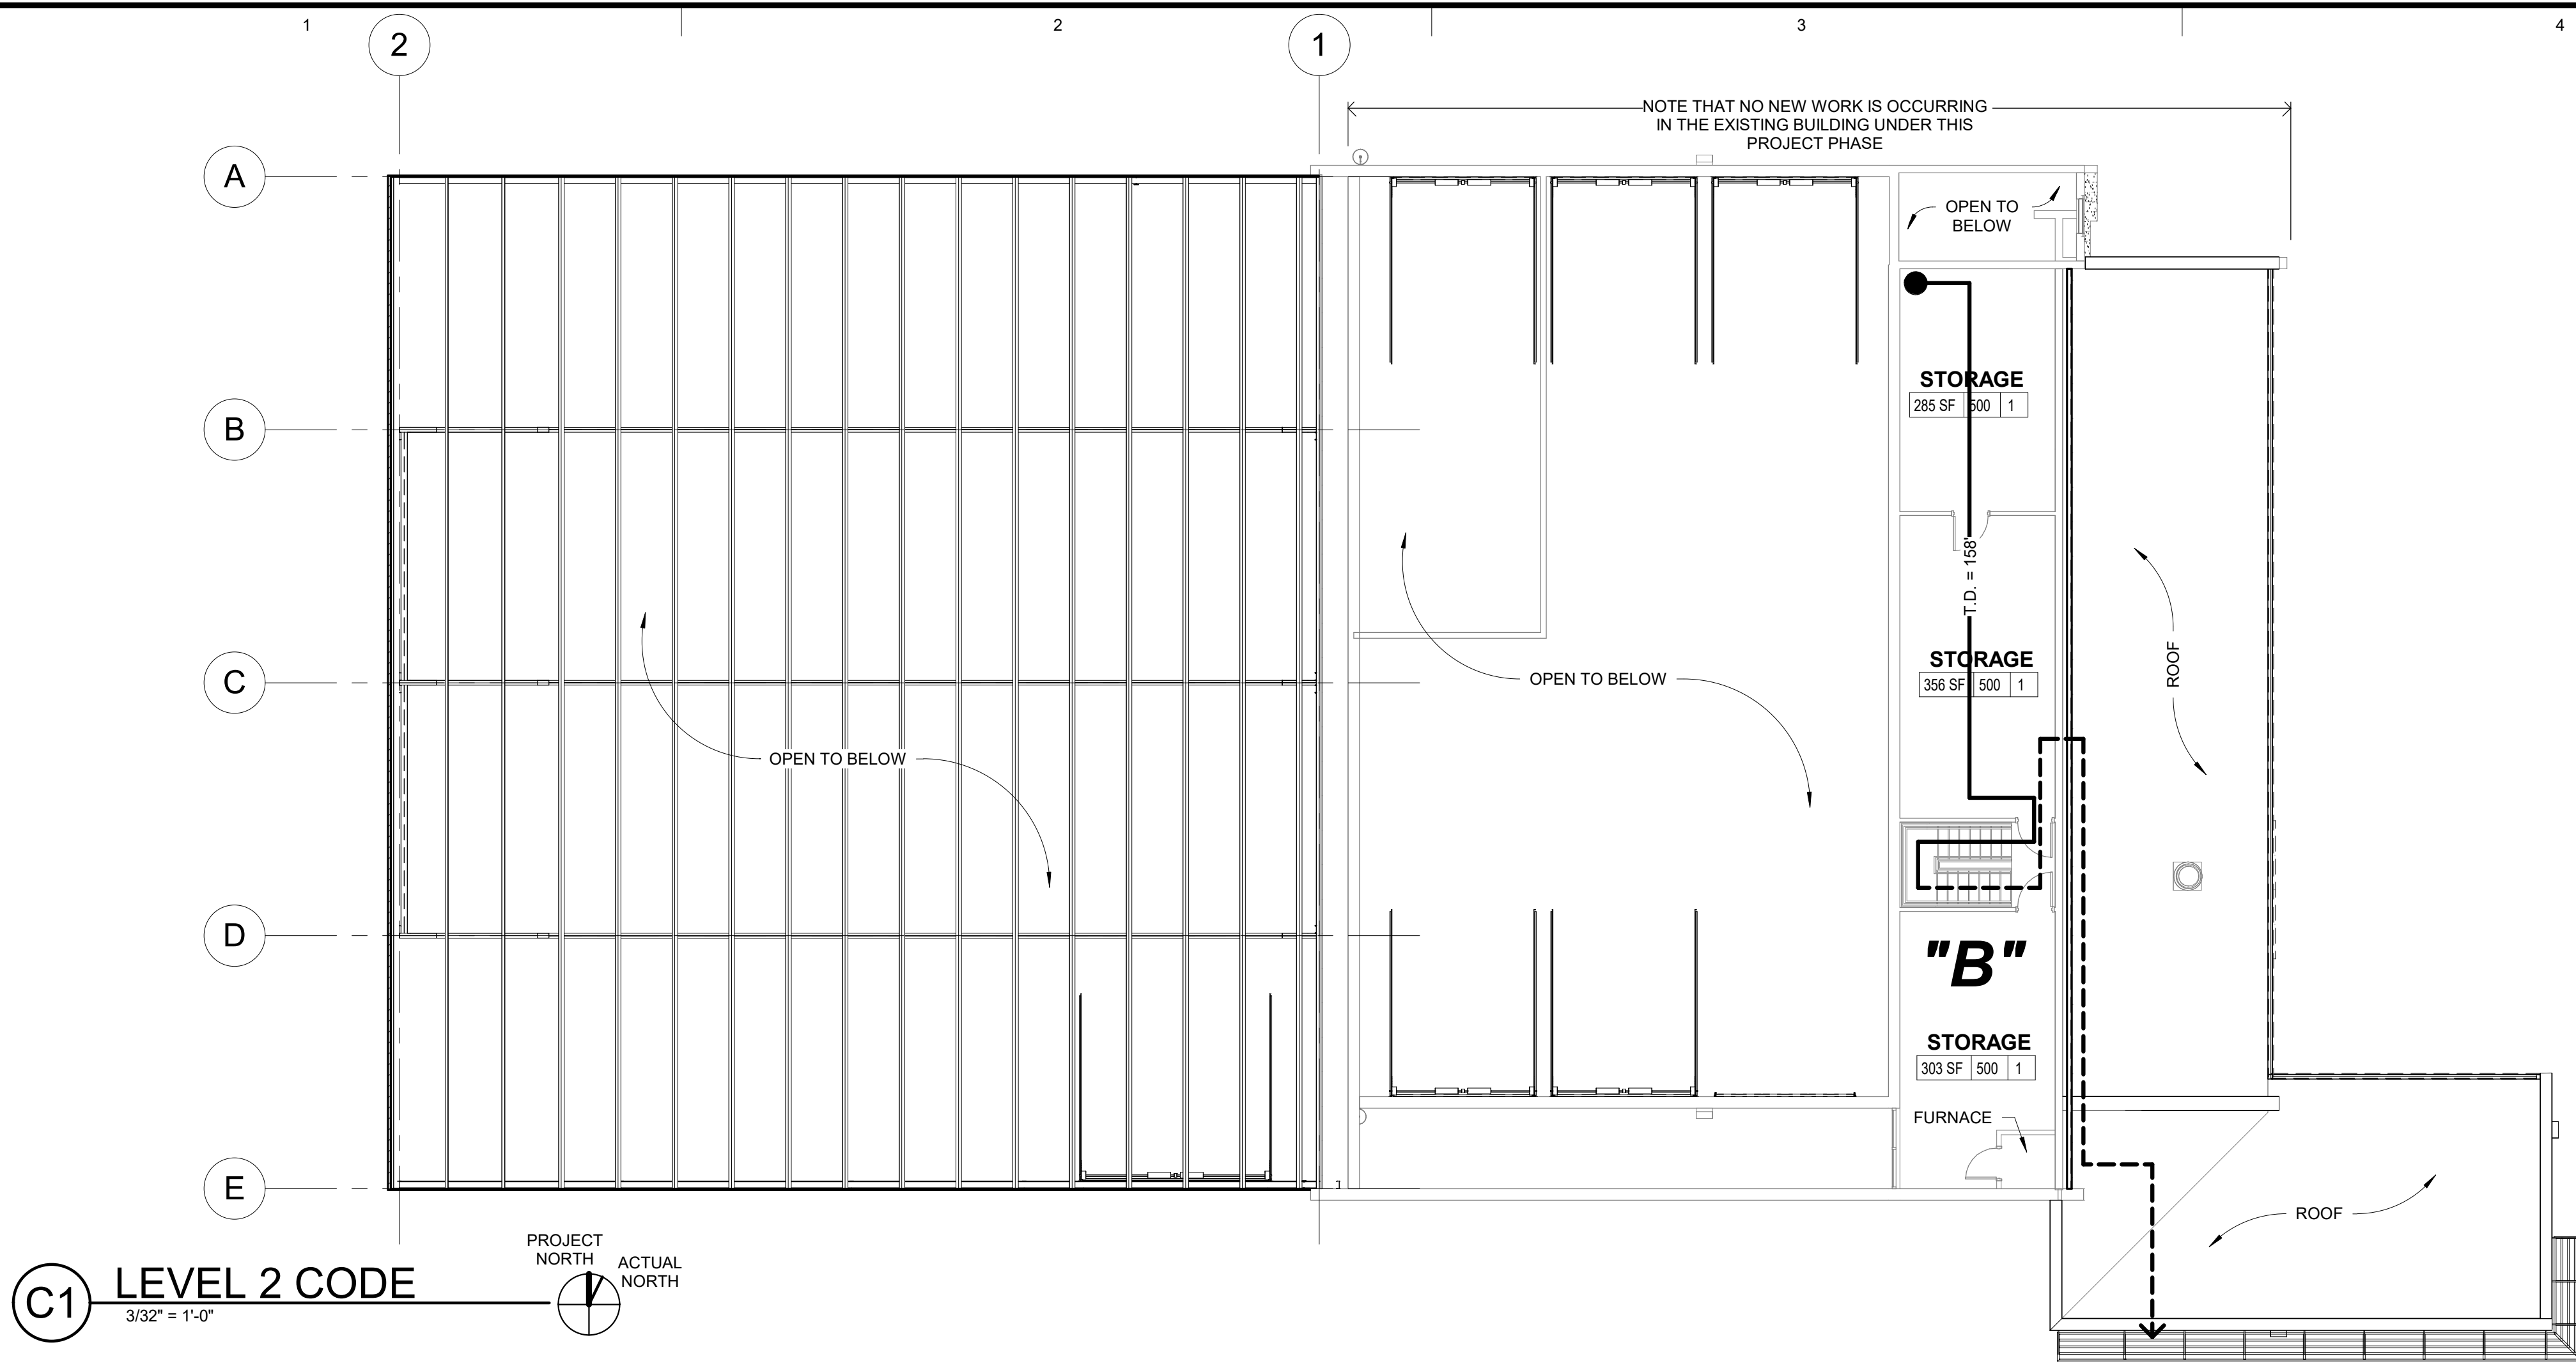 1
2
3
4
2
1
NOTE THAT NO NEW WORK IS OCCURRING
IN THE EXISTING BUILDING UNDER THIS
PROJECT PHASE
A
OPEN TO
BELOW
STORAGE
285 SF 500 1
B
T.D. = 158'
STORAGE
356 SF 500 1
ROOF
C
OPEN TO BELOW
OPEN TO BELOW
D
"B"
STORAGE
303 SF 500 1
FURNACE
E
ROOF
PROJECT
NORTH
ACTUAL
NORTH
C1
LEVEL 2 CODE
3/32" = 1'-0"